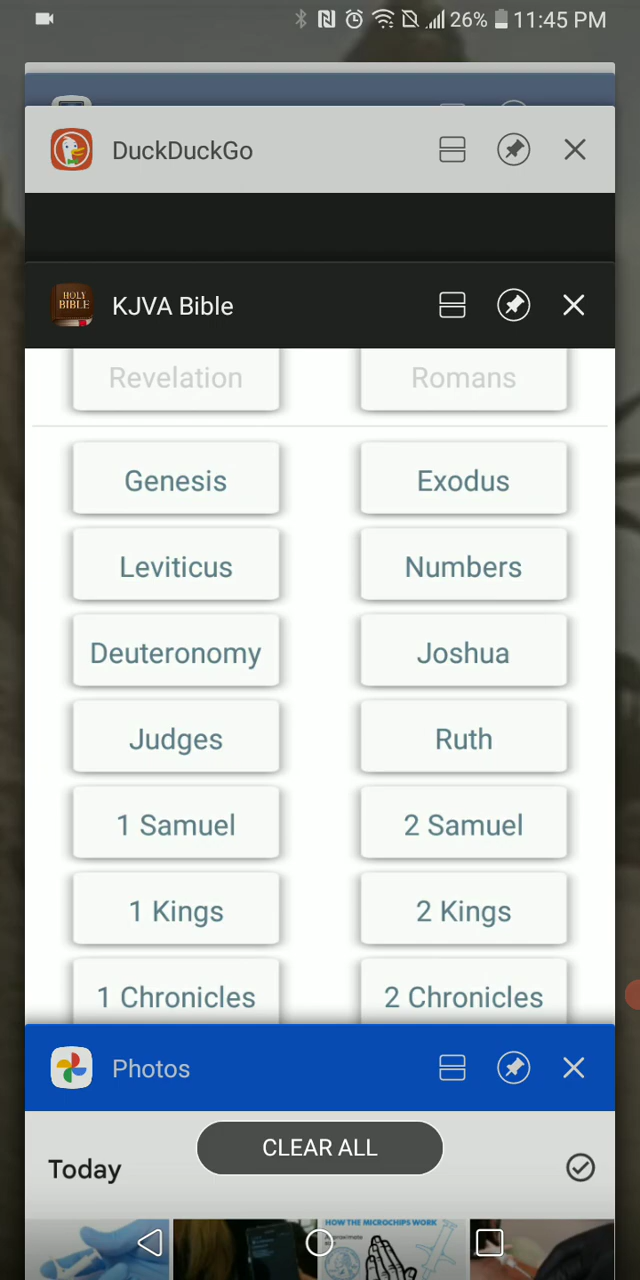 26% 11:45 PM
DuckDuckGo
HOLY
BIBLE
KJVA Bible
Revelation Romans
Genesis Exodus
Leviticus Numbers
Deuteronomy Joshua
Judges Ruth
1 Samuel 2 Samuel
1 Kings 2 Kings
1 Chronicles 2 Chronicles
Photos
CLEAR ALL
Today
HOW THE MICROCHIPS WORK